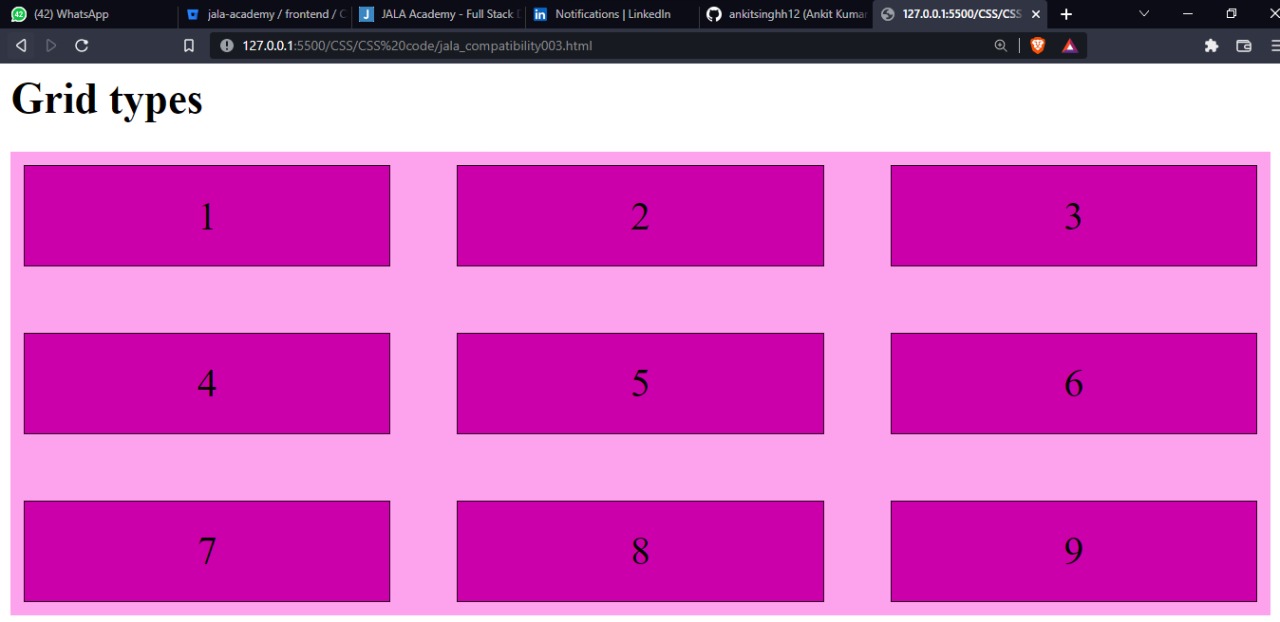 (42) WhatsApp
jala-academy / frontend / C
JALA Academy - Full Stack
Notifications | LinkedIn
ankitsinghh12 (Ankit Kumar
127.0.0.1:5500/CSS/CSS
127.0.0.1:5500/CSS/CSS%20code/jala_compatibility003.html
Grid types
1 2 3
4 5 6
7 8 9